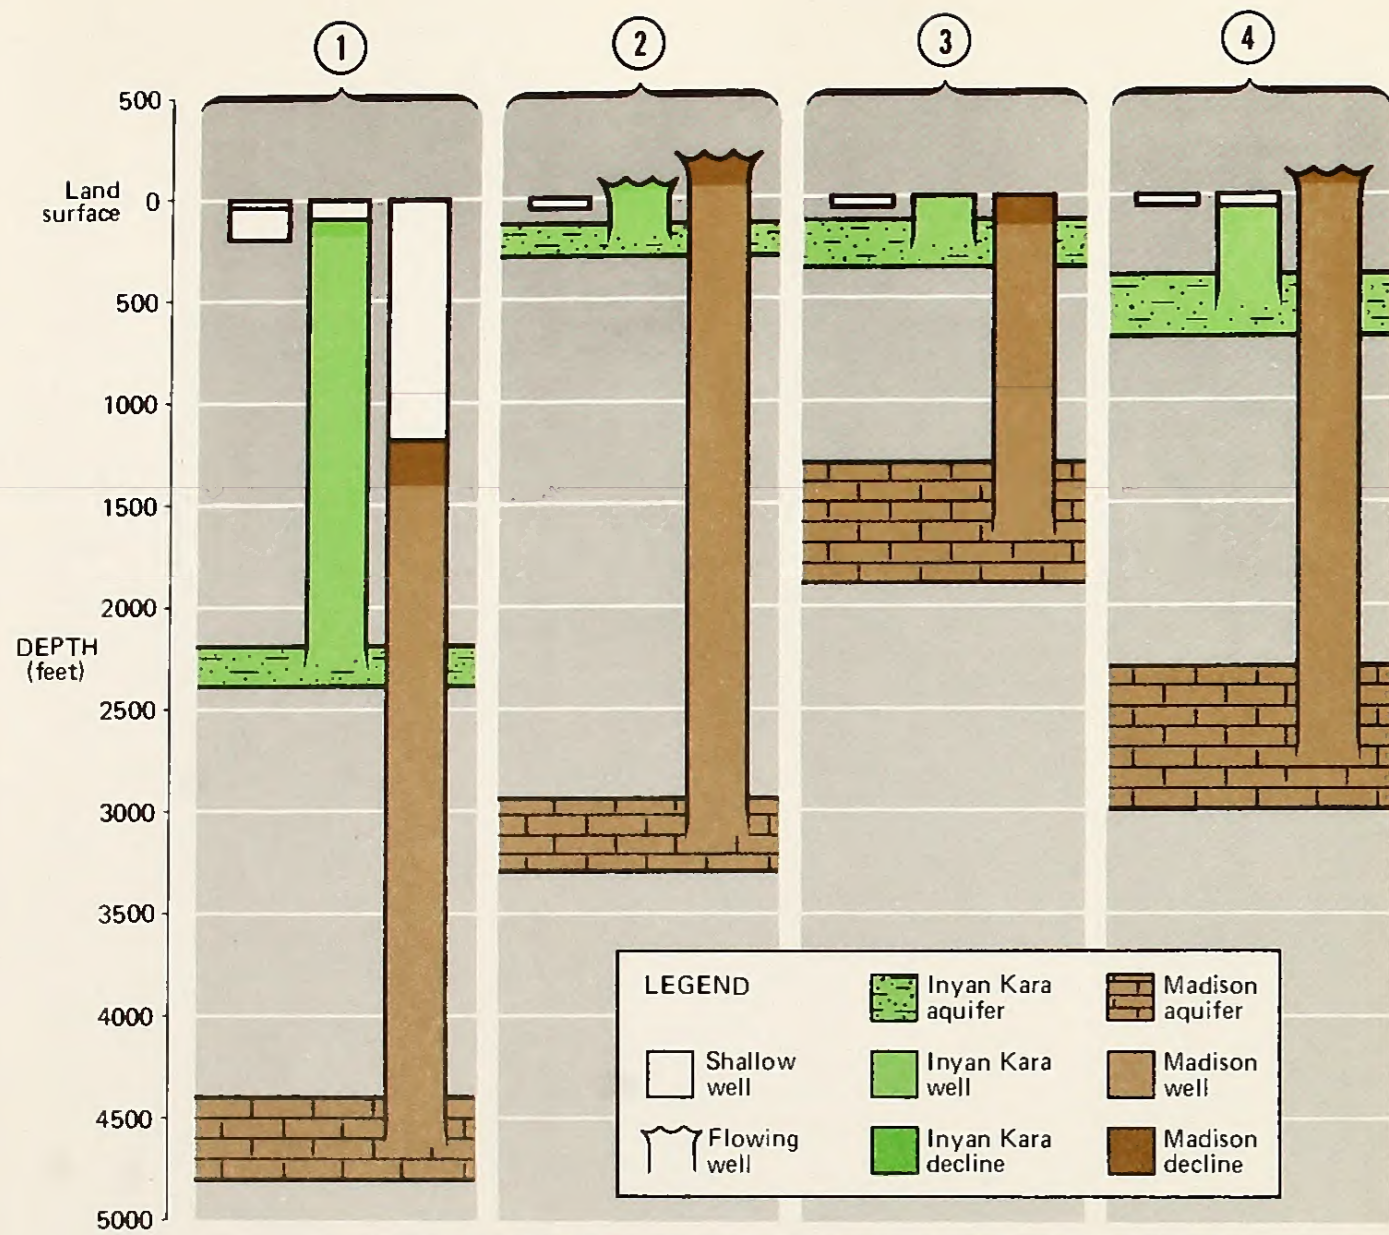 1
2
3
4
500
Land
surface
0
500
1000
1500
2000
DEPTH
(feet)
2500
3000
3500
4000
4500
5000
LEGEND
Shallow
well
Flowing
well
Inyan Kara
aquifer
Inyan Kara
well
Inyan Kara
decline
Madison
aquifer
Madison
well
Madison
decline